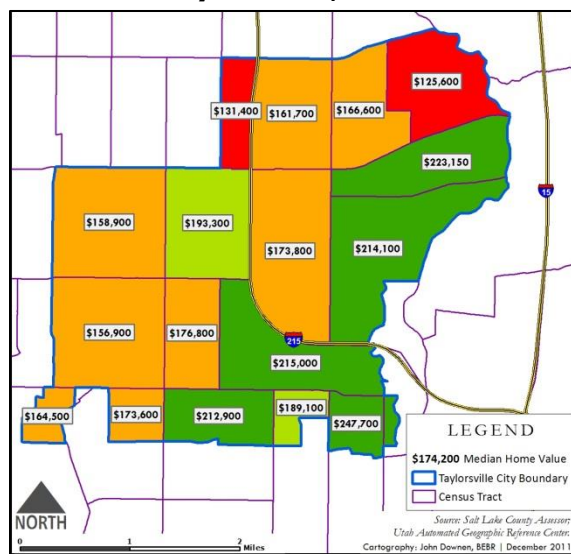 $125,600
$131,400
$161,700
$166,600
$223,150
15
$158,900
$193,300
$173,800
$214,100
$156,900
$176,800
215
$215,000
$164,500
$173,600
$212,900
$189,100
$247,700
LEGEND
$174,200 Median Home Value
Taylorsville City Boundary
Census Tract
NORTH
0 1 2
Miles
Source: Salt Lake County Assessor;
Utah Automated Geographic Reference Center.
Cartography: John Downen, BEBR | December 2011